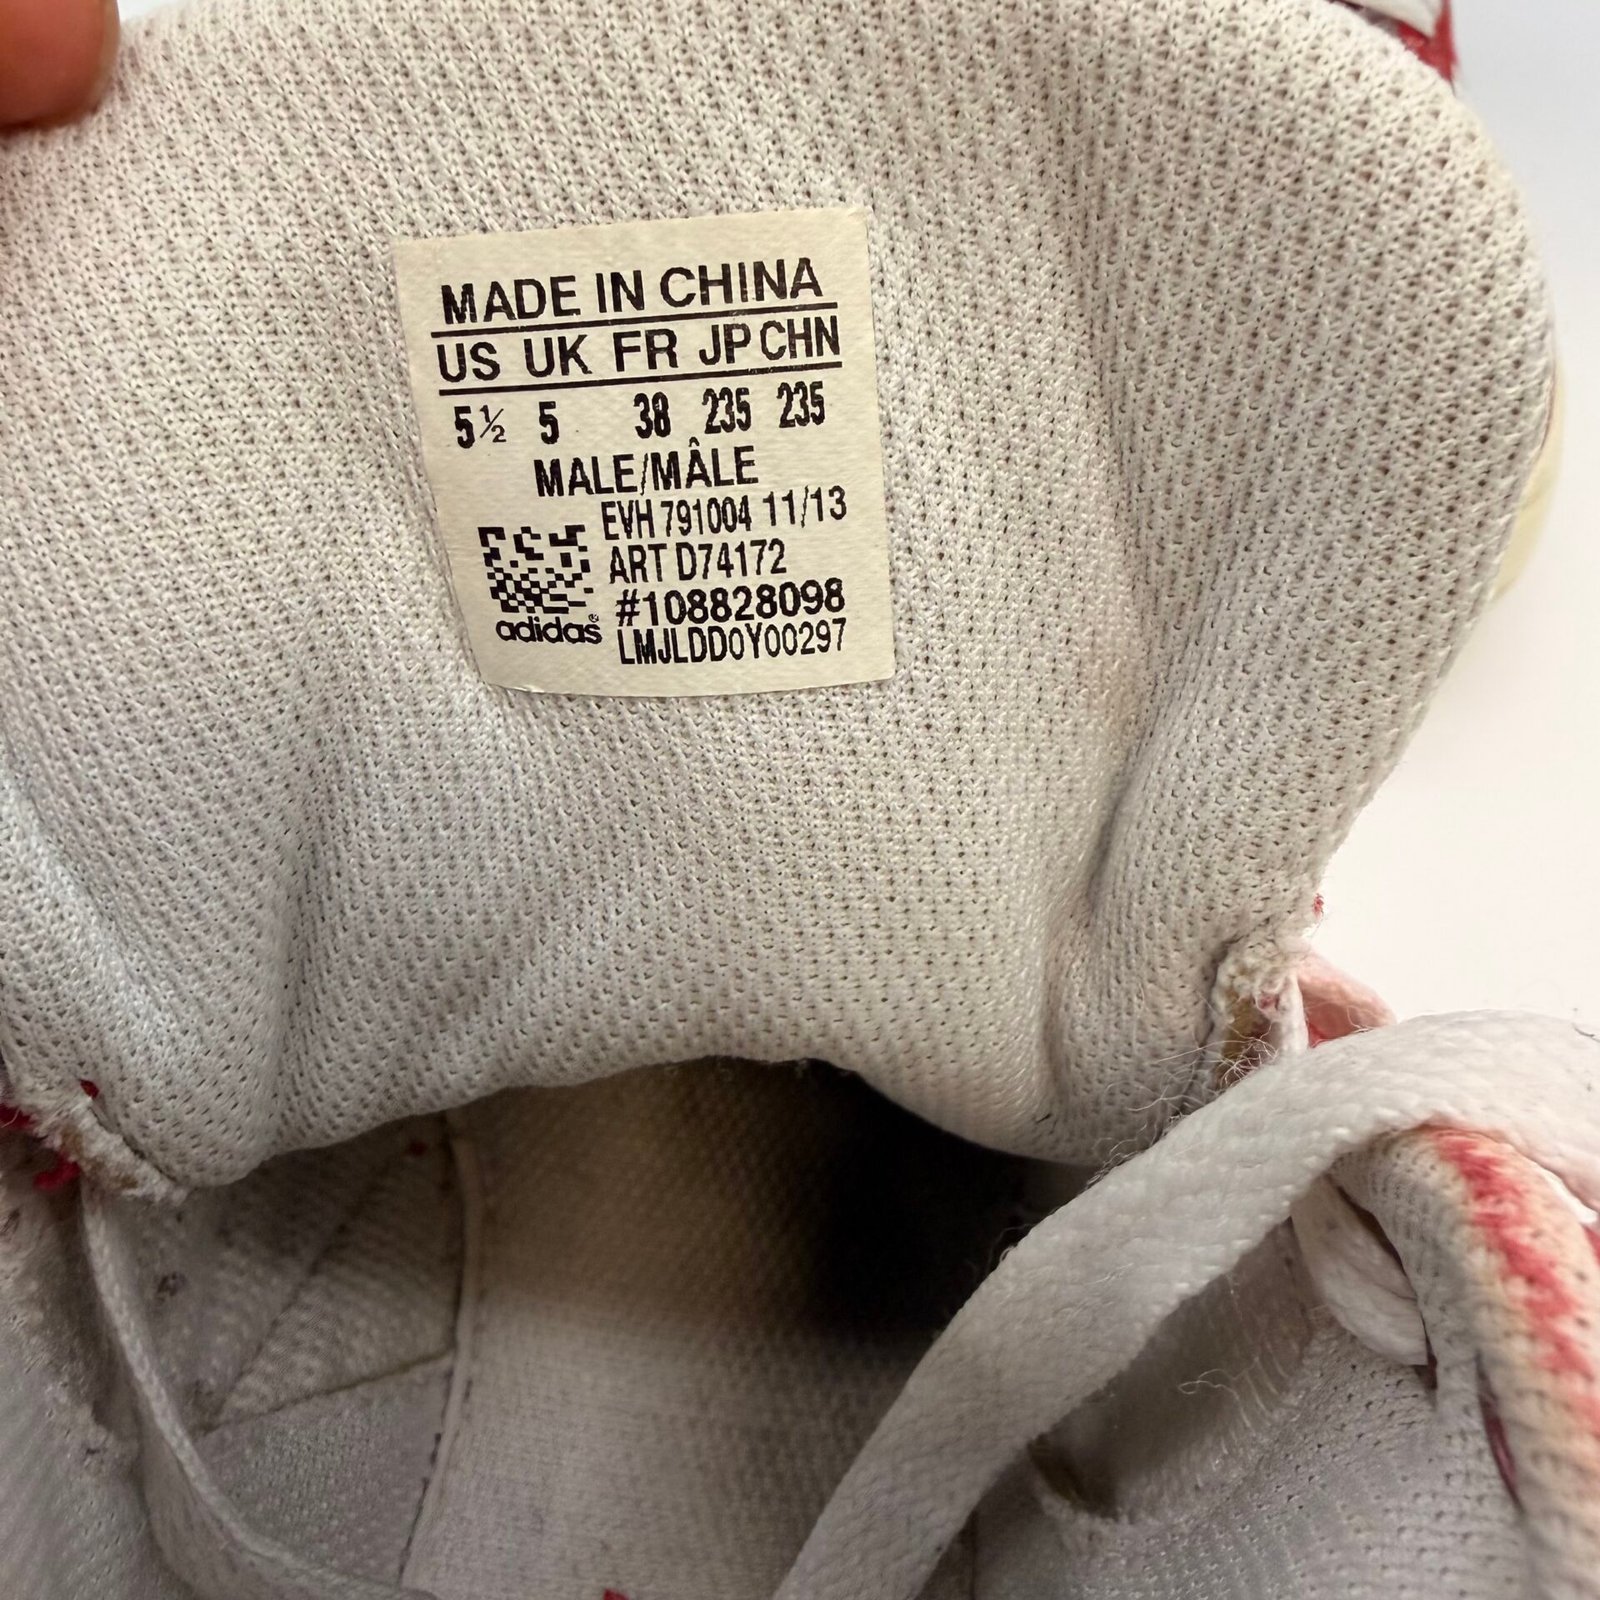 MADE IN CHINA
US UK FR JP CHN
5½ 5 38 235 235
MALE/MÂLE
EVH 791004 11/13
ART D74172
#108828098
adidas®
LMJLDD0Y00297